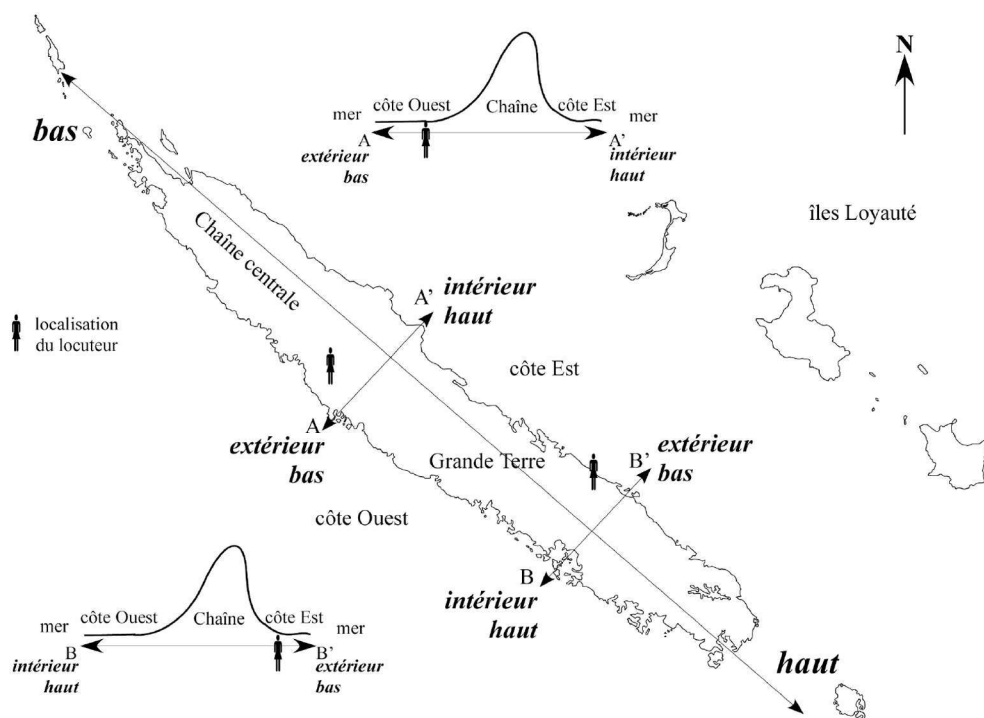 N
mer
côte Ouest
Chaîne
côte Est
mer
A
A'
extérieur
bas
intérieur
haut
bas
îles Loyauté
Chaîne centrale
A'
intérieur
haut
localisation
du locuteur
côte Est
A
extérieur
bas
Grande Terre
B'
extérieur
bas
côte Ouest
B
intérieur
haut
mer
côte Ouest
Chaîne
côte Est
mer
B
B'
intérieur
haut
extérieur
bas
haut